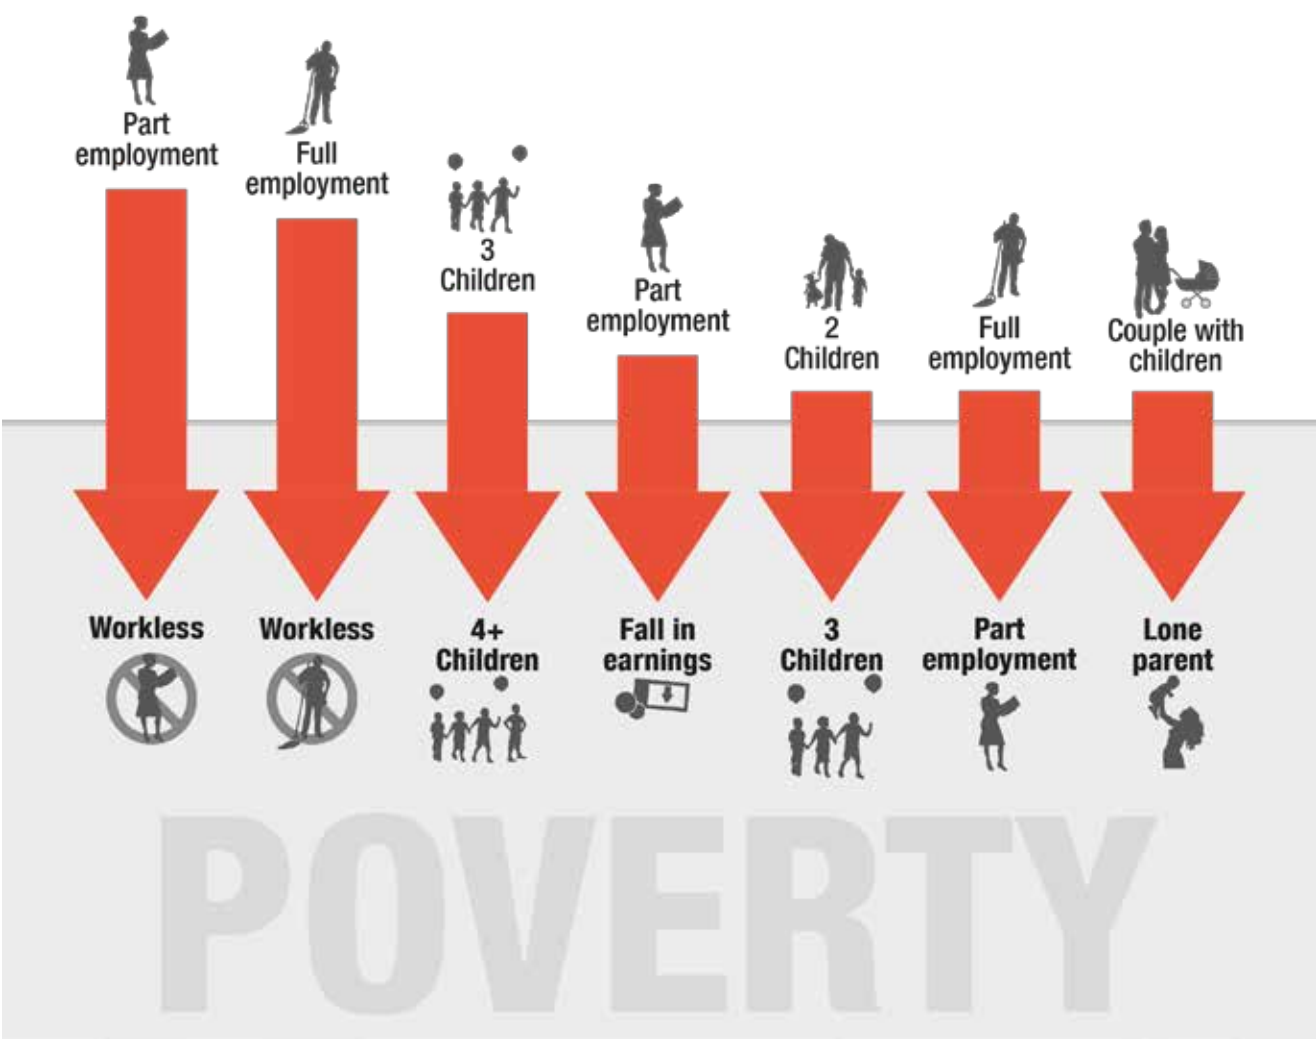 Part
employment
Full
employment
3
Children
Part
employment
2
Children
Full
employment
Couple with
children
Workless
Workless
4+
Children
Fall in
earnings
3
Children
Part
employment
Lone
parent
POVERTY